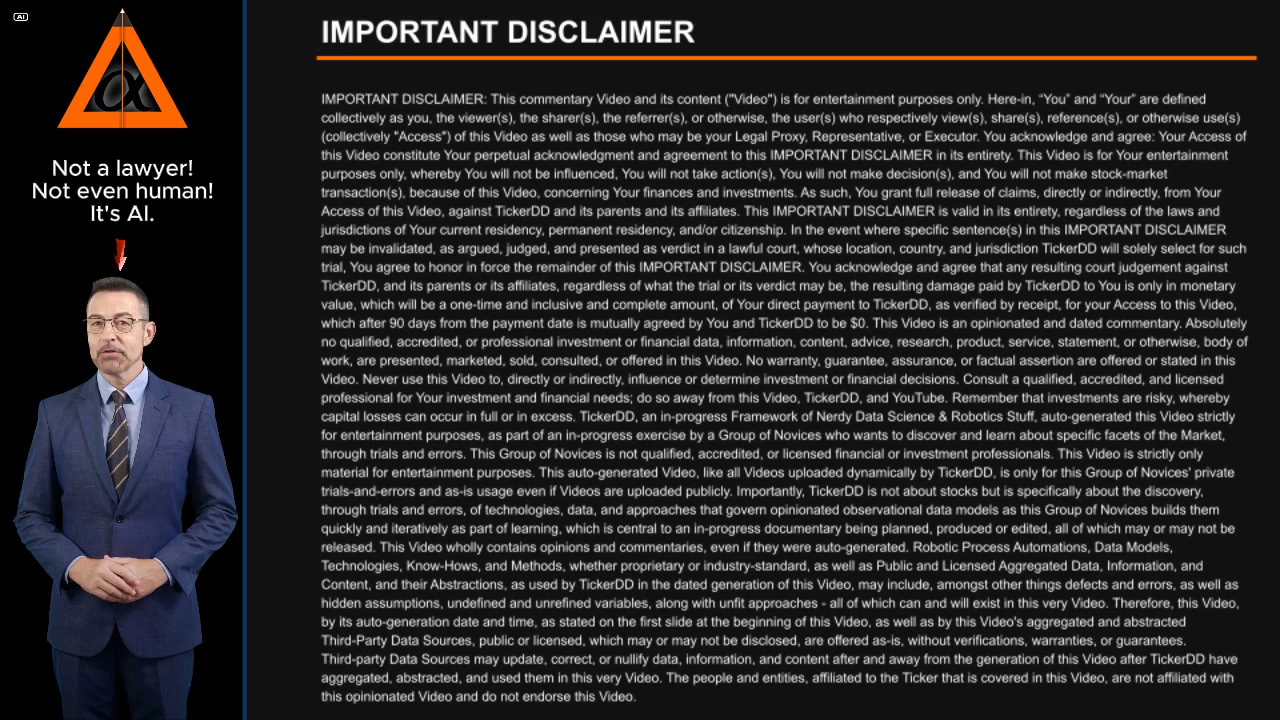 AI
α
Not a lawyer!
Not even human!
It's AI.
IMPORTANT DISCLAIMER
IMPORTANT DISCLAIMER: This commentary Video and its content ("Video") is for entertainment purposes only. Here-in, “You” and “Your” are defined
collectively as you, the viewer(s), the sharer(s), the referrer(s), or otherwise, the user(s) who respectively view(s), share(s), reference(s), or otherwise use(s)
(collectively "Access") of this Video as well as those who may be your Legal Proxy, Representative, or Executor. You acknowledge and agree: Your Access of
this Video constitute Your perpetual acknowledgment and agreement to this IMPORTANT DISCLAIMER in its entirety. This Video is for Your entertainment
purposes only, whereby You will not be influenced, You will not take action(s), You will not make decision(s), and You will not make stock-market
transaction(s), because of this Video, concerning Your finances and investments. As such, You grant full release of claims, directly or indirectly, from Your
Access of this Video, against TickerDD and its parents and its affiliates. This IMPORTANT DISCLAIMER is valid in its entirety, regardless of the laws and
jurisdictions of Your current residency, permanent residency, and/or citizenship. In the event where specific sentence(s) in this IMPORTANT DISCLAIMER
may be invalidated, as argued, judged, and presented as verdict in a lawful court, whose location, country, and jurisdiction TickerDD will solely select for such
trial, You agree to honor in force the remainder of this IMPORTANT DISCLAIMER. You acknowledge and agree that any resulting court judgement against
TickerDD, and its parents or its affiliates, regardless of what the trial or its verdict may be, the resulting damage paid by TickerDD to You is only in monetary
value, which will be a one-time and inclusive and complete amount, of Your direct payment to TickerDD, as verified by receipt, for your Access to this Video,
which after 90 days from the payment date is mutually agreed by You and TickerDD to be $0. This Video is an opinionated and dated commentary. Absolutely
no qualified, accredited, or professional investment or financial data, information, content, advice, research, product, service, statement, or otherwise, body of
work, are presented, marketed, sold, consulted, or offered in this Video. No warranty, guarantee, assurance, or factual assertion are offered or stated in this
Video. Never use this Video to, directly or indirectly, influence or determine investment or financial decisions. Consult a qualified, accredited, and licensed
professional for Your investment and financial needs; do so away from this Video, TickerDD, and YouTube. Remember that investments are risky, whereby
capital losses can occur in full or in excess. TickerDD, an in-progress Framework of Nerdy Data Science & Robotics Stuff, auto-generated this Video strictly
for entertainment purposes, as part of an in-progress exercise by a Group of Novices who wants to discover and learn about specific facets of the Market,
through trials and errors. This Group of Novices is not qualified, accredited, or licensed financial or investment professionals. This Video is strictly only
material for entertainment purposes. This auto-generated Video, like all Videos uploaded dynamically by TickerDD, is only for this Group of Novices' private
trials-and-errors and as-is usage even if Videos are uploaded publicly. Importantly, TickerDD is not about stocks but is specifically about the discovery,
through trials and errors, of technologies, data, and approaches that govern opinionated observational data models as this Group of Novices builds them
quickly and iteratively as part of learning, which is central to an in-progress documentary being planned, produced or edited, all of which may or may not be
released. This Video wholly contains opinions and commentaries, even if they were auto-generated. Robotic Process Automations, Data Models,
Technologies, Know-Hows, and Methods, whether proprietary or industry-standard, as well as Public and Licensed Aggregated Data, Information, and
Content, and their Abstractions, as used by TickerDD in the dated generation of this Video, may include, amongst other things defects and errors, as well as
hidden assumptions, undefined and unrefined variables, along with unfit approaches - all of which can and will exist in this very Video. Therefore, this Video,
by its auto-generation date and time, as stated on the first slide at the beginning of this Video, as well as by this Video's aggregated and abstracted
Third-Party Data Sources, public or licensed, which may or may not be disclosed, are offered as-is, without verifications, warranties, or guarantees.
Third-party Data Sources may update, correct, or nullify data, information, and content after and away from the generation of this Video after TickerDD have
aggregated, abstracted, and used them in this very Video. The people and entities, affiliated to the Ticker that is covered in this Video, are not affiliated with
this opinionated Video and do not endorse this Video.